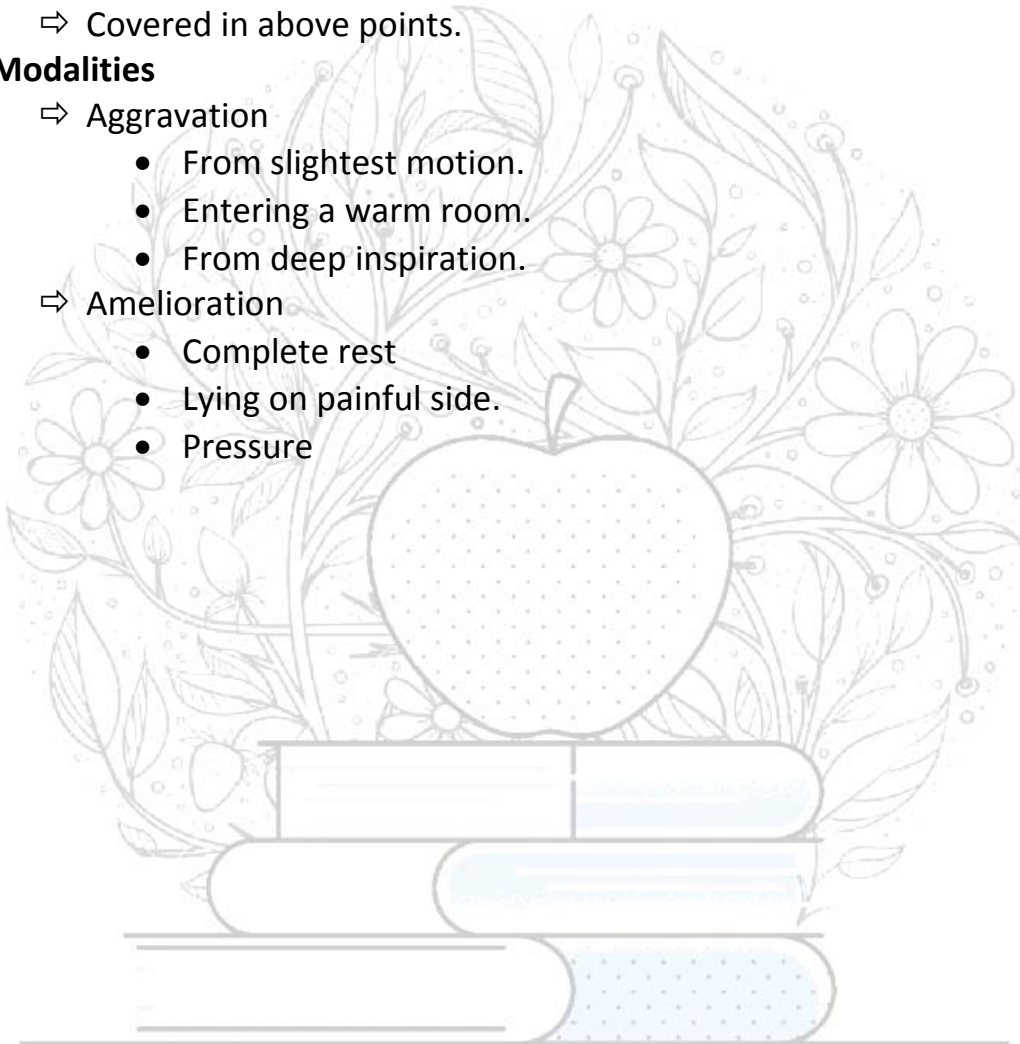 ⇨ Covered in above points.
Modalities
⇨ Aggravation
• From slightest motion.
• Entering a warm room.
• From deep inspiration.
⇨ Amelioration
• Complete rest
• Lying on painful side.
• Pressure